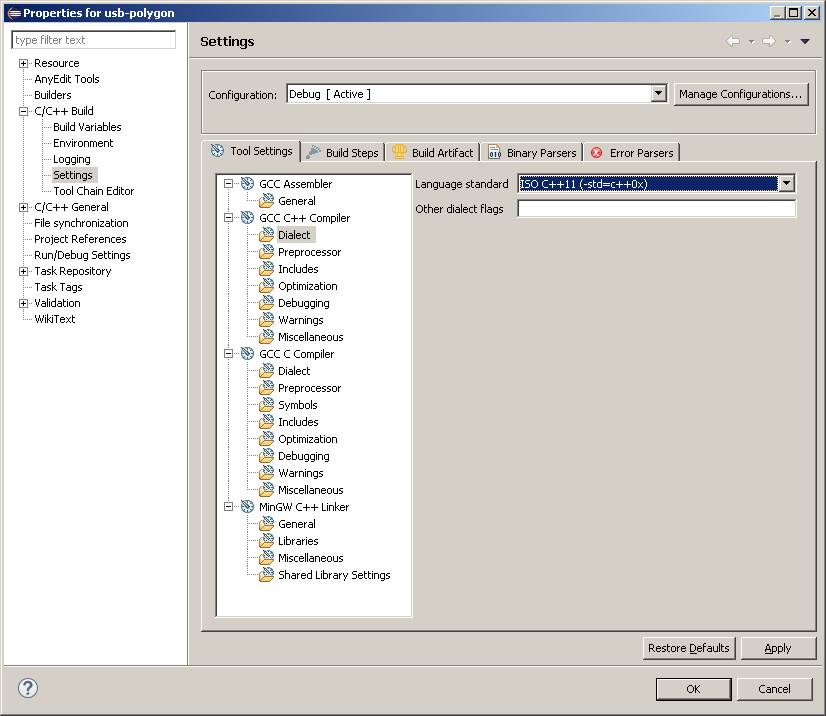 Properties for usb-polygon
type filter text
Settings
Resource
AnyEdit Tools
Builders
C/C++ Build
Build Variables
Environment
Logging
Settings
Tool Chain Editor
C/C++ General
File synchronization
Project References
Run/Debug Settings
Task Repository
Task Tags
Validation
WikiText
Configuration: Debug [ Active ] Manage Configurations...
Tool Settings Build Steps Build Artifact Binary Parsers Error Parsers
GCC Assembler
General
GCC C++ Compiler
Dialect
Preprocessor
Includes
Optimization
Debugging
Warnings
Miscellaneous
GCC C Compiler
Dialect
Preprocessor
Symbols
Includes
Optimization
Debugging
Warnings
Miscellaneous
MinGW C++ Linker
General
Libraries
Miscellaneous
Shared Library Settings
Language standard ISO C++11 (-std=c++0x)
Other dialect flags
Restore Defaults Apply
? OK Cancel